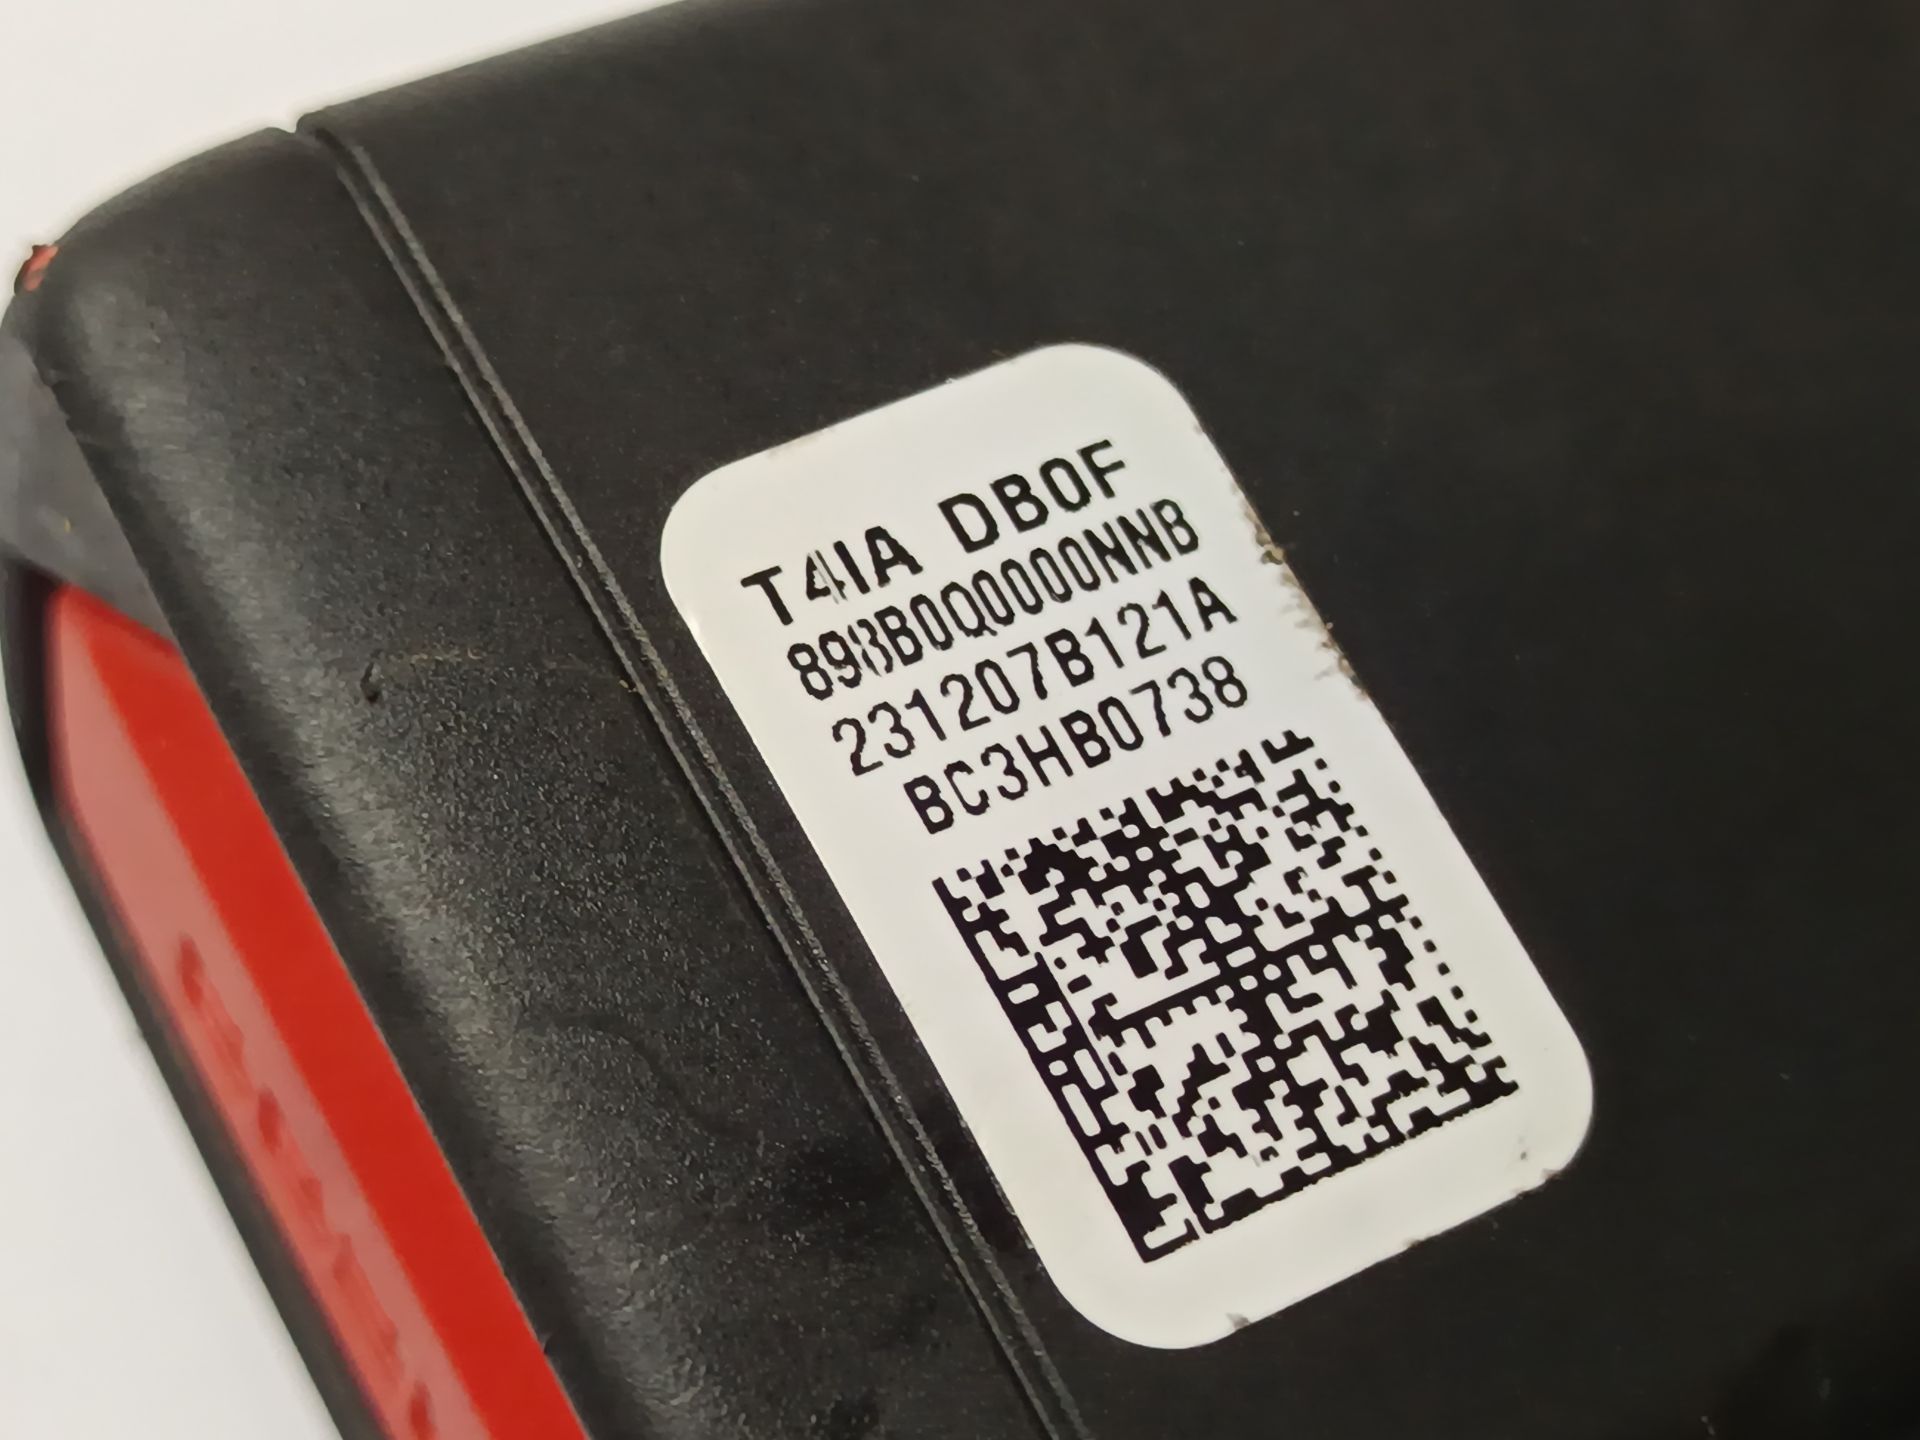 T4IA DB0F
898B0Q0000NNB
231207B121A
BC3HB0738